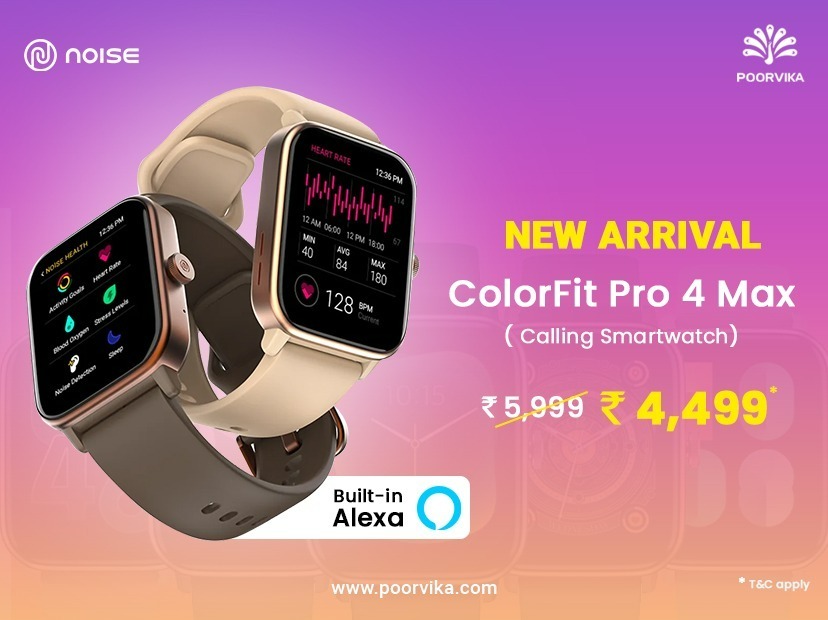 NOISE
POORVIKA
HEART RATE
12:36 PM
114
67
12 AM 06:00 12 PM 18:00
MIN AVG MAX
40 84 180
128 BPM
Current
12:36 PM
< NOISE HEALTH
Activity Goals Heart Rate
Blood Oxygen Stress Levels
Noise Detection Sleep
NEW ARRIVAL
ColorFit Pro 4 Max
( Calling Smartwatch)
₹ 5,999 ₹ 4,499*
Built-in
Alexa
www.poorvika.com
* T&C apply